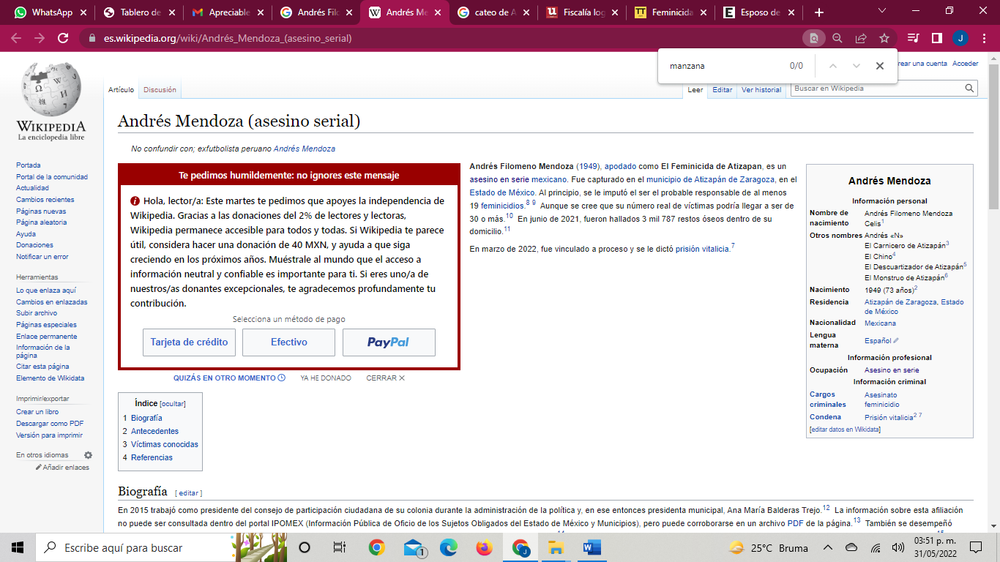 WhatsApp
Tablero de
Apreciable
Andrés Filo
Andrés Me
cateo de A
Fiscalía log
Feminicida
Esposo de
es.wikipedia.org/wiki/Andrés_Mendoza_(asesino_serial)
manzana 0/0
WIKIPEDIA
La enciclopedia libre
Portada
Portal de la comunidad
Actualidad
Cambios recientes
Páginas nuevas
Página aleatoria
Ayuda
Donaciones
Notificar un error
Herramientas
Lo que enlaza aquí
Cambios en enlazadas
Subir archivo
Páginas especiales
Enlace permanente
Información de la
página
Citar esta página
Elemento de Wikidata
Imprimir/exportar
Crear un libro
Descargar como PDF
Versión para imprimir
En otros idiomas
Añadir enlaces
rear una cuenta Acceder
Artículo Discusión
Leer Editar Ver historial
Buscar en Wikipedia
Andrés Mendoza (asesino serial)
No confundir con; exfutbolista peruano Andrés Mendoza
Te pedimos humildemente: no ignores este mensaje
Hola, lector/a: Este martes te pedimos que apoyes la independencia de
Wikipedia. Gracias a las donaciones del 2% de lectores y lectoras,
Wikipedia permanece accesible para todos y todas. Si Wikipedia te parece
útil, considera hacer una donación de 40 MXN, y ayuda a que siga
creciendo en los próximos años. Muéstrale al mundo que el acceso a
información neutral y confiable es importante para ti. Si eres uno/a de
nuestros/as donantes excepcionales, te agradecemos profundamente tu
contribución.
Selecciona un método de pago
Tarjeta de crédito
Efectivo
PayPal
QUIZÁS EN OTRO MOMENTO YA HE DONADO CERRAR
Andrés Filomeno Mendoza (1949), apodado como El Feminicida de Atizapan, es un
asesino en serie mexicano. Fue capturado en el municipio de Atizapán de Zaragoza, en el
Estado de México. Al principio, se le imputó el ser el probable responsable de al menos
19 feminicidios.8 9 Aunque se cree que su número real de víctimas podría llegar a ser de
30 o más.10 En junio de 2021, fueron hallados 3 mil 787 restos óseos dentro de su
domicilio.11
En marzo de 2022, fue vinculado a proceso y se le dictó prisión vitalicia.7
Andrés Mendoza
Información personal
Nombre de nacimiento Andrés Filomeno Mendoza Celis1
Otros nombres Andrés «N»
El Carnicero de Atizapán3
El Chino4
El Descuartizador de Atizapán5
El Monstruo de Atizapán6
Nacimiento 1949 (73 años)2
Residencia Atizapán de Zaragoza, Estado de México
Nacionalidad Mexicana
Lengua materna Español
Información profesional
Ocupación Asesino en serie
Información criminal
Cargos criminales Asesinato
feminicidio
Condena Prisión vitalicia2 7
[editar datos en Wikidata]
Índice [ocultar]
1 Biografía
2 Antecedentes
3 Víctimas conocidas
4 Referencias
Biografía [ editar ]
En 2015 trabajó como presidente del consejo de participación ciudadana de su colonia durante la administración de la política y, en ese entonces presidenta municipal, Ana María Balderas Trejo.12 La información sobre esta afiliación
no puede ser consultada dentro del portal IPOMEX (Información Pública de Oficio de los Sujetos Obligados del Estado de México y Municipios), pero puede corroborarse en un archivo PDF de la página.13 También se desempeñó
Escribe aquí para buscar
1
J
25°C Bruma
03:51 p. m.
31/05/2022